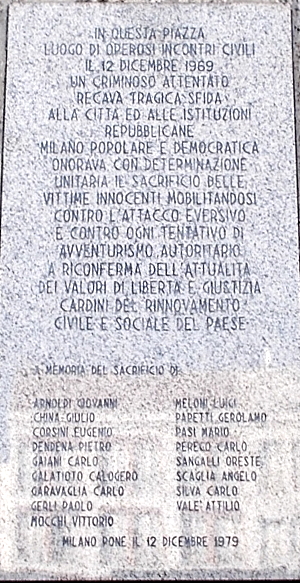 IN QUESTA PIAZZA
LUOGO DI OPEROSI INCONTRI CIVILI
IL 12 DICEMBRE 1969
UN CRIMINOSO ATTENTATO
RECAVA TRAGICA SFIDA
ALLA CITTÀ ED ALLE ISTITUZIONI
REPUBBLICANE
MILANO POPOLARE E DEMOCRATICA
ONORAVA CON DETERMINAZIONE
UNITARIA IL SACRIFICIO DELLE
VITTIME INNOCENTI MOBILITANDOSI
CONTRO L'ATTACCO EVERSIVO
E CONTRO OGNI TENTATIVO DI
AVVENTURISMO AUTORITARIO
A RICONFERMA DELL'ATTUALITÀ
DEI VALORI DI LIBERTÀ E GIUSTIZIA
CARDINI DEL RINNOVAMENTO
CIVILE E SOCIALE DEL PAESE
A MEMORIA DEL SACRIFICIO DI
ARNOLDI GIOVANNI
CHINA GIULIO
CORSINI EUGENIO
DENDENA PIETRO
GAIANI CARLO
GALATIOTO CALOGERO
GARAVAGLIA CARLO
GERLI PAOLO
MOCCHI VITTORIO
MELONI LUIGI
PAPETTI GEROLAMO
PASI MARIO
PEREGO CARLO
SANGALLI ORESTE
SCAGLIA ANGELO
SILVA CARLO
VALE' ATTILIO
MILANO PONE IL 12 DICEMBRE 1979